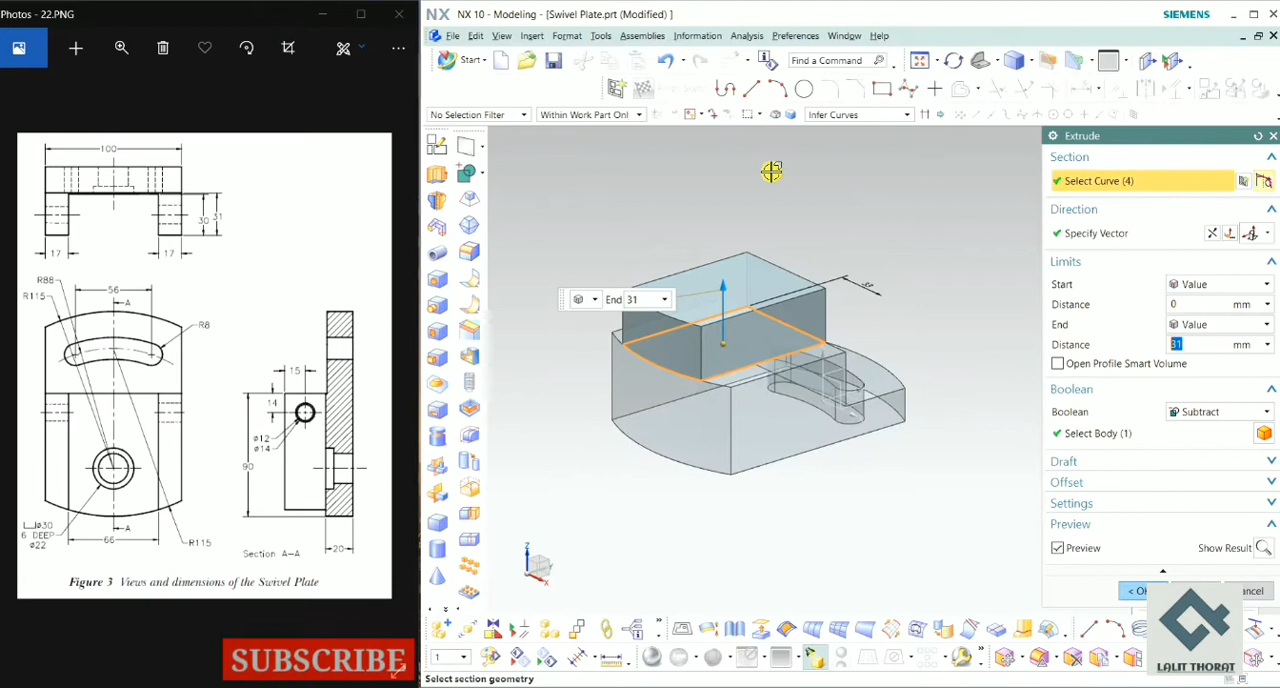 Photos - 22.PNG
100
30
31
17
17
R88
R115
56
A
R8
15
14
ø12
ø14
90
ø30
6 DEEP
ø22
A
66
R115
Section A-A
20
Figure 3 Views and dimensions of the Swivel Plate
SUBSCRIBE
NX NX 10 - Modeling - [Swivel Plate.prt (Modified) ]
SIEMENS
File Edit View Insert Format Tools Assemblies Information Analysis Preferences Window Help
Start
Find a Command
No Selection Filter
Within Work Part Onl
Infer Curves
End 31
Z
X
Extrude
Section
Select Curve (4)
Direction
Specify Vector
Limits
Start Value
Distance 0 mm
End Value
Distance 31 mm
Open Profile Smart Volume
Boolean
Boolean Subtract
Select Body (1)
Draft
Offset
Settings
Preview
Preview Show Result
< O
ancel
LALIT THORAT
1
Select section geometry